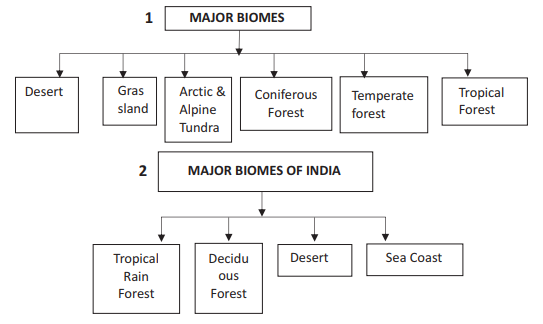 1 MAJOR BIOMES
Desert
Gras
sland
Arctic &
Alpine
Tundra
Coniferous
Forest
Temperate
forest
Tropical
Forest
2 MAJOR BIOMES OF INDIA
Tropical
Rain
Forest
Decidu
ous
Forest
Desert
Sea Coast